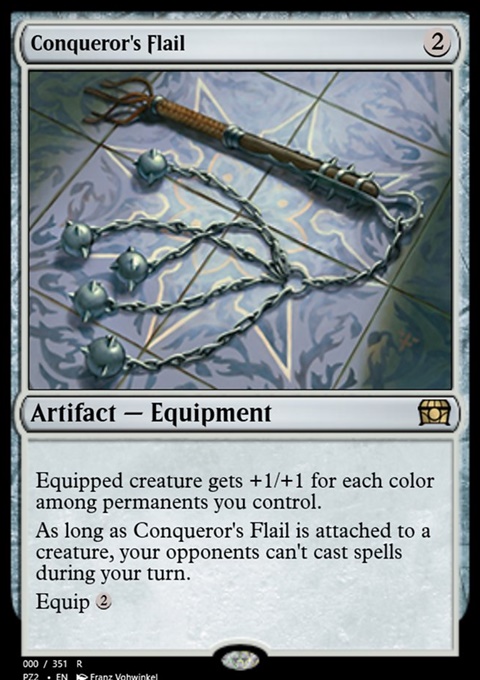 Conqueror's Flail 2
Artifact — Equipment
Equipped creature gets +1/+1 for each color
among permanents you control.
As long as Conqueror's Flail is attached to a
creature, your opponents can't cast spells
during your turn.
Equip 2
000 / 351 R
PZ2 • EN Franz Vohwinkel